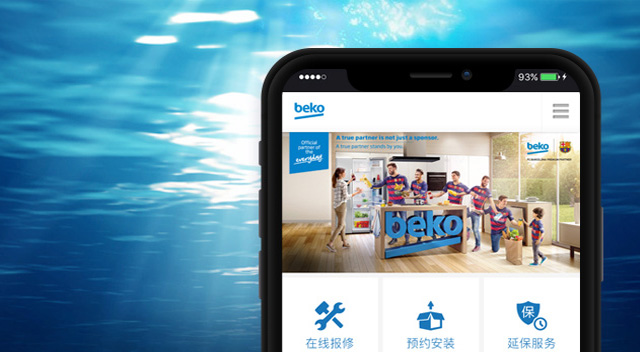 93%
beko
Official
partner of
the
everyday
A true partner is not just a sponsor.
A true partner stands by you.
beko
beko
在线报修
预约安装
保
延保服务